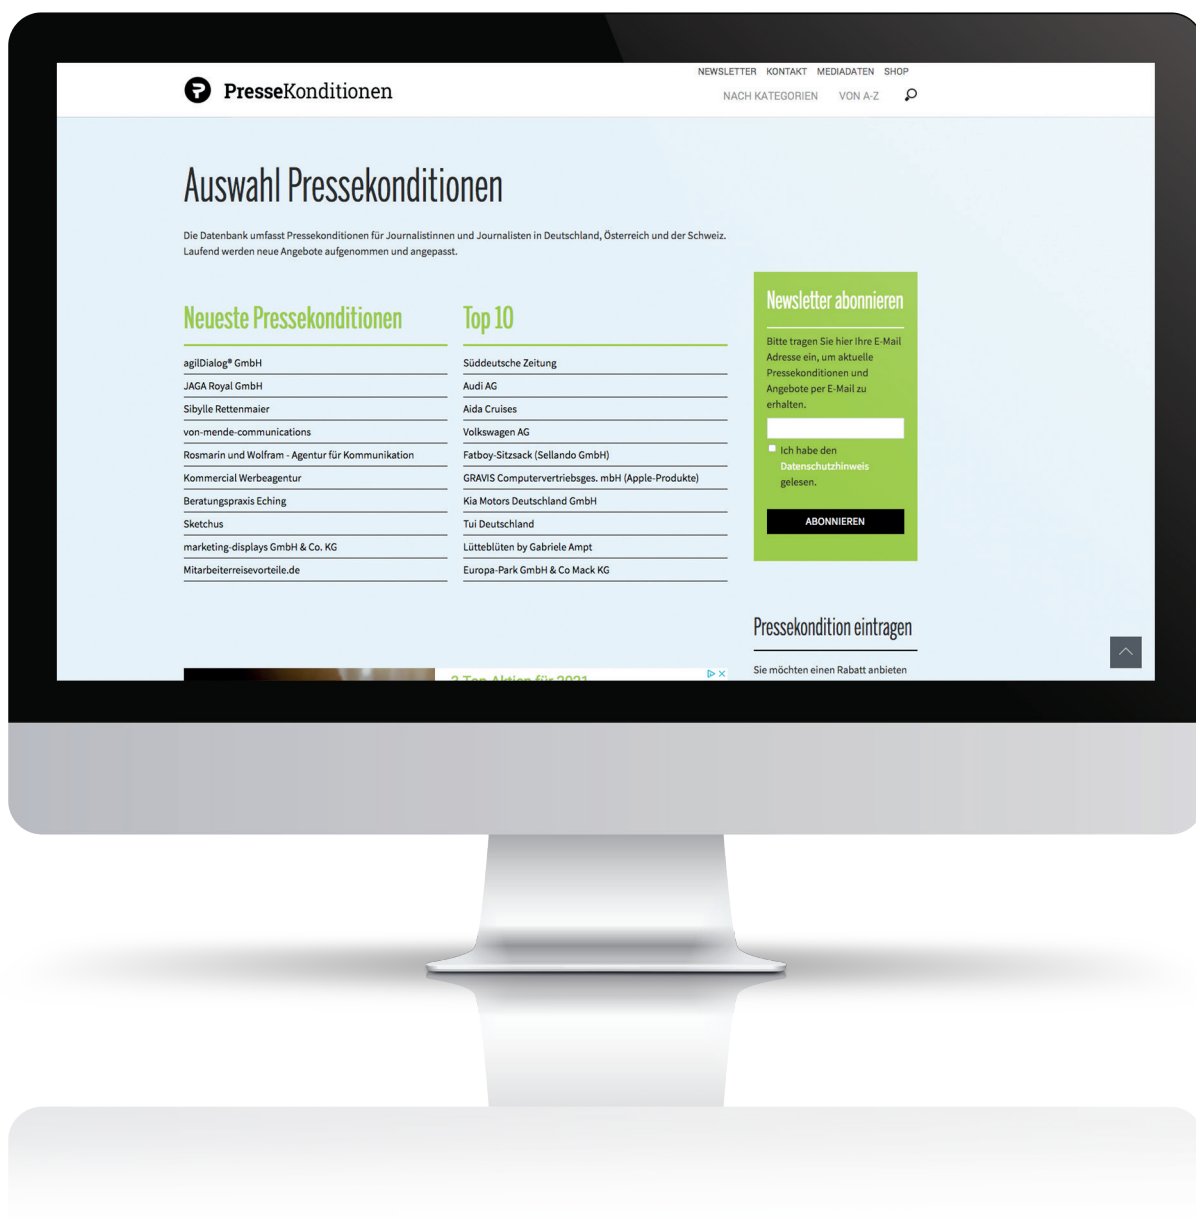 NEWSLETTER KONTAKT MEDIADATEN SHOP
PresseKonditionen
NACH KATEGORIEN VON A-Z
Auswahl Pressekonditionen
Die Datenbank umfasst Pressekonditionen für Journalistinnen und Journalisten in Deutschland, Österreich und der Schweiz.
Laufend werden neue Angebote aufgenommen und angepasst.
Neueste Pressekonditionen
agilDialog® GmbH
JAGA Royal GmbH
Sibylle Rettenmaier
von-mende-communications
Rosmarin und Wolfram - Agentur für Kommunikation
Kommercial Werbeagentur
Beratungspraxis Eching
Sketchus
marketing-displays GmbH & Co. KG
Mitarbeiterreisevorteile.de
Top 10
Süddeutsche Zeitung
Audi AG
Aida Cruises
Volkswagen AG
Fatboy-Sitzsack (Sellando GmbH)
GRAVIS Computervertriebsges. mbH (Apple-Produkte)
Kia Motors Deutschland GmbH
Tui Deutschland
Lütteblüten by Gabriele Ampt
Europa-Park GmbH & Co Mack KG
Newsletter abonnieren
Bitte tragen Sie hier Ihre E-Mail
Adresse ein, um aktuelle
Pressekonditionen und
Angebote per E-Mail zu
erhalten.
Ich habe den
Datenschutzhinweis
gelesen.
ABONNIEREN
Pressekondition eintragen
Sie möchten einen Rabatt anbieten
Top Aktien für 2021